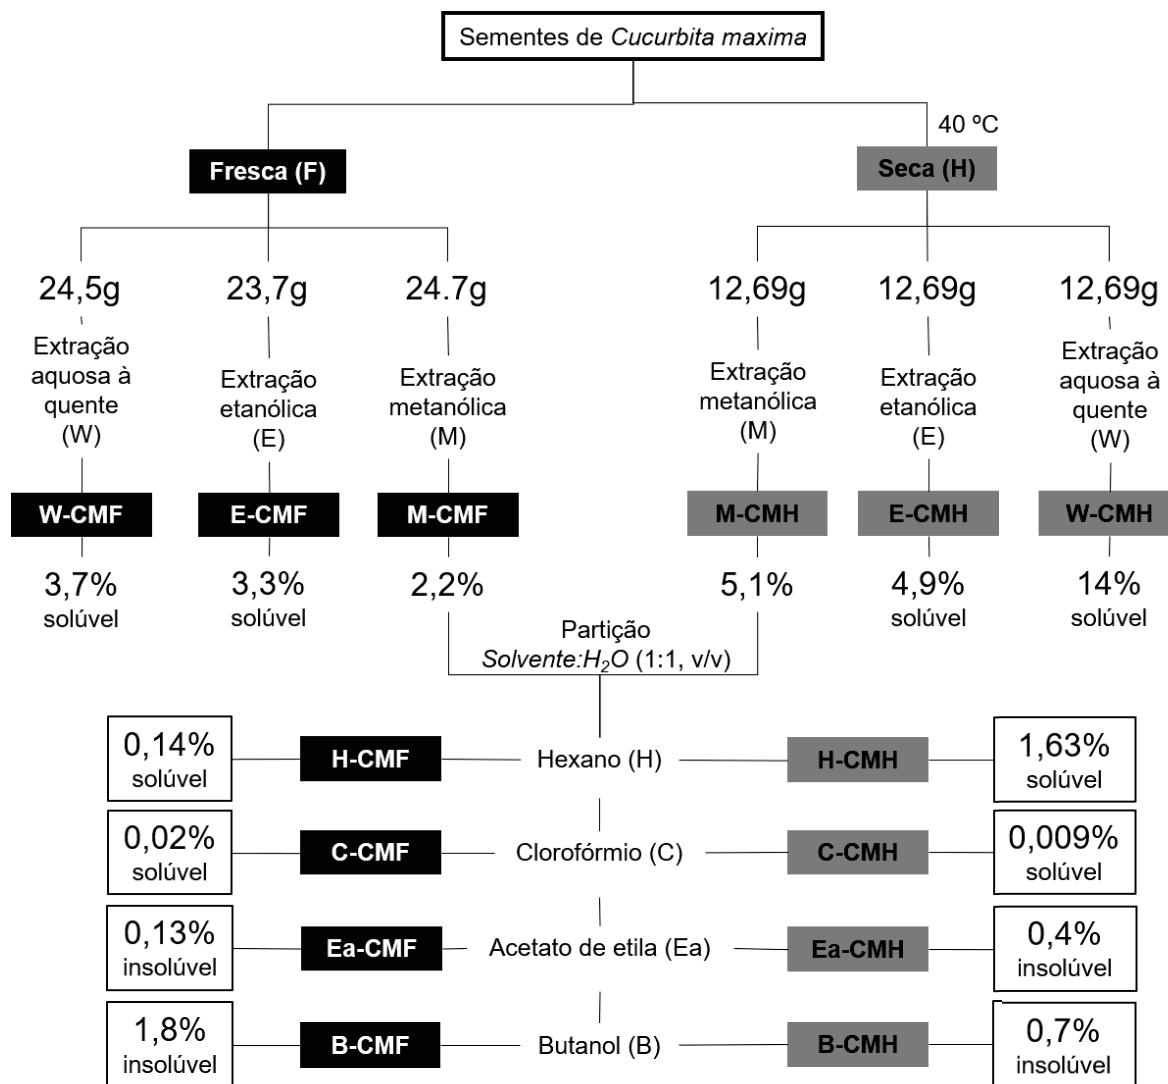 Sementes de Cucurbita maxima
40 ºC
Fresca (F)
Seca (H)
24,5g
23,7g
24.7g
12,69g
12,69g
12,69g
Extração
aquosa à
quente
(W)
Extração
etanólica
(E)
Extração
metanólica
(M)
Extração
metanólica
(M)
Extração
etanólica
(E)
Extração
aquosa à
quente
(W)
W-CMF
E-CMF
M-CMF
M-CMH
E-CMH
W-CMH
3,7%
solúvel
3,3%
solúvel
2,2%
5,1%
4,9%
solúvel
14%
solúvel
Partição
Solvente:H₂O (1:1, v/v)
0,14%
solúvel
H-CMF
Hexano (H)
H-CMH
1,63%
solúvel
0,02%
solúvel
C-CMF
Clorofórmio (C)
C-CMH
0,009%
solúvel
0,13%
insolúvel
Ea-CMF
Acetato de etila (Ea)
Ea-CMH
0,4%
insolúvel
1,8%
insolúvel
B-CMF
Butanol (B)
B-CMH
0,7%
insolúvel